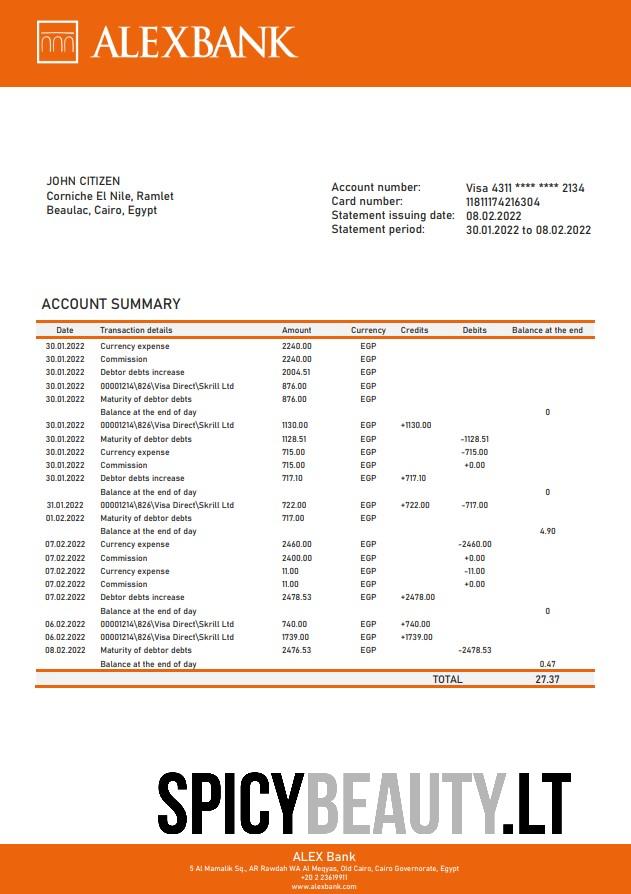 ALEXBANK
JOHN CITIZEN
Corniche El Nile, Ramlet
Beaulac, Cairo, Egypt
Account number: Visa 4311 **** **** 2134
Card number: 11811174216304
Statement issuing date: 08.02.2022
Statement period: 30.01.2022 to 08.02.2022
ACCOUNT SUMMARY
Date Transaction details Amount Currency Credits Debits Balance at the end
30.01.2022 Currency expense 2240.00 EGP
30.01.2022 Commission 2240.00 EGP
30.01.2022 Debtor debts increase 2004.51 EGP
30.01.2022 00001214\826\Visa Direct\Skrill Ltd 876.00 EGP
30.01.2022 Maturity of debtor debts 876.00 EGP
Balance at the end of day 0
30.01.2022 00001214\826\Visa Direct\Skrill Ltd 1130.00 EGP +1130.00
30.01.2022 Maturity of debtor debts 1128.51 EGP -1128.51
30.01.2022 Currency expense 715.00 EGP -715.00
30.01.2022 Commission 715.00 EGP +0.00
30.01.2022 Debtor debts increase 717.10 EGP +717.10
Balance at the end of day 0
31.01.2022 00001214\826\Visa Direct\Skrill Ltd 722.00 EGP +722.00 -717.00
01.02.2022 Maturity of debtor debts 717.00 EGP
Balance at the end of day 4.90
07.02.2022 Currency expense 2460.00 EGP -2460.00
07.02.2022 Commission 2400.00 EGP +0.00
07.02.2022 Currency expense 11.00 EGP -11.00
07.02.2022 Commission 11.00 EGP +0.00
07.02.2022 Debtor debts increase 2478.53 EGP +2478.00
Balance at the end of day 0
06.02.2022 00001214\826\Visa Direct\Skrill Ltd 740.00 EGP +740.00
06.02.2022 00001214\826\Visa Direct\Skrill Ltd 1739.00 EGP +1739.00
08.02.2022 Maturity of debtor debts 2476.53 EGP -2478.53
Balance at the end of day 0.47
TOTAL 27.37
SPICYBEAUTY.LT
ALEX Bank
5 Al Mamalik Sq., AR Rawdah WA Al Meqyas, Old Cairo, Cairo Governorate, Egypt
+20 2 23619911
www.alexbank.com